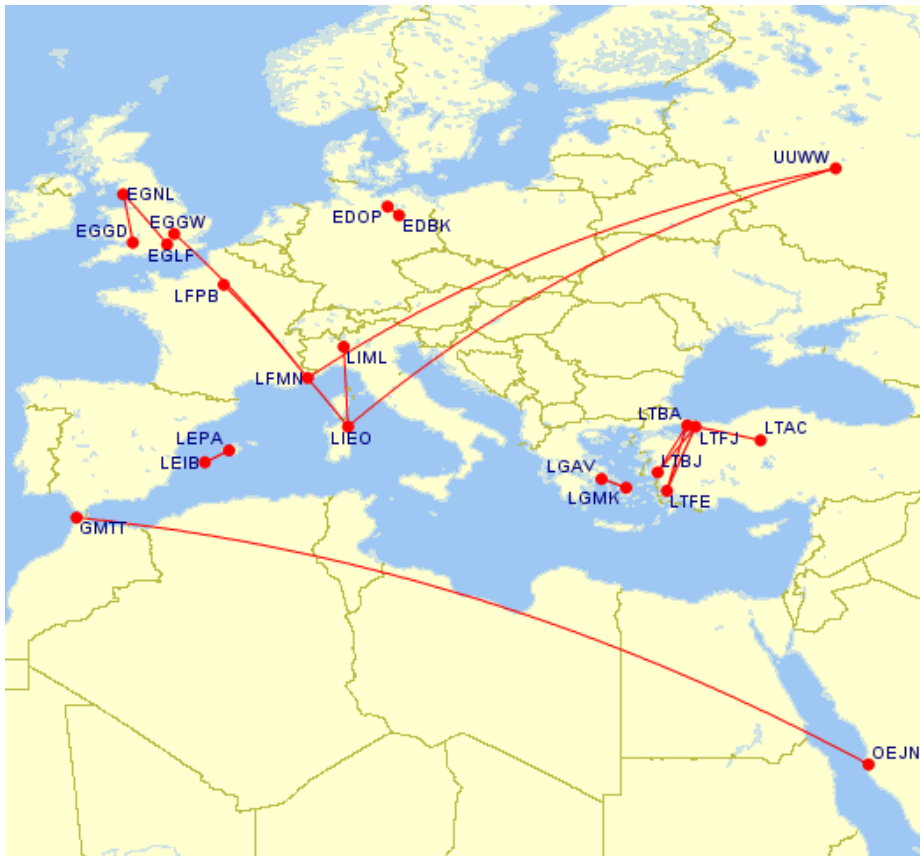 UUWW
EGNL
EDOP
EGGW
EDBK
EGGD
EGLF
LFPB
LIML
LFMN
LTBA
LTAC
LIEO
LTFJ
LEPA
LTBJ
LEIB
LGAV
LGMK
LTFE
GMTT
OEJN